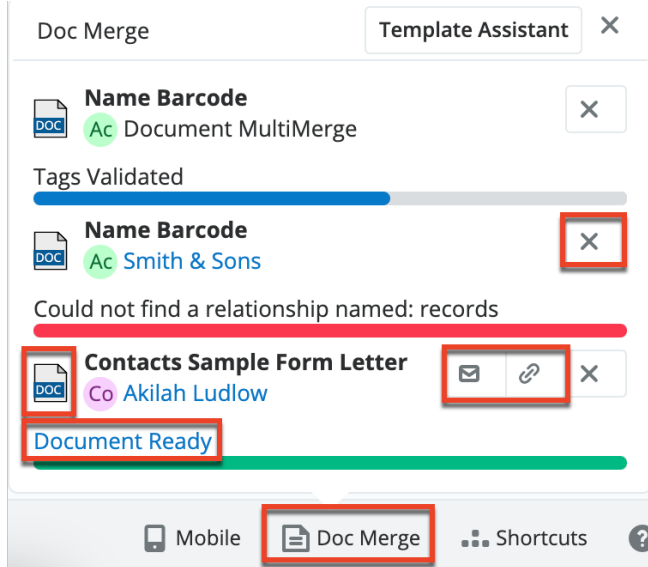 Doc Merge Template Assistant
DOC
Name Barcode
Ac Document MultiMerge
Tags Validated
DOC
Name Barcode
Ac Smith & Sons
Could not find a relationship named: records
DOC
Contacts Sample Form Letter
Co Akilah Ludlow
Document Ready
Mobile Doc Merge Shortcuts ?